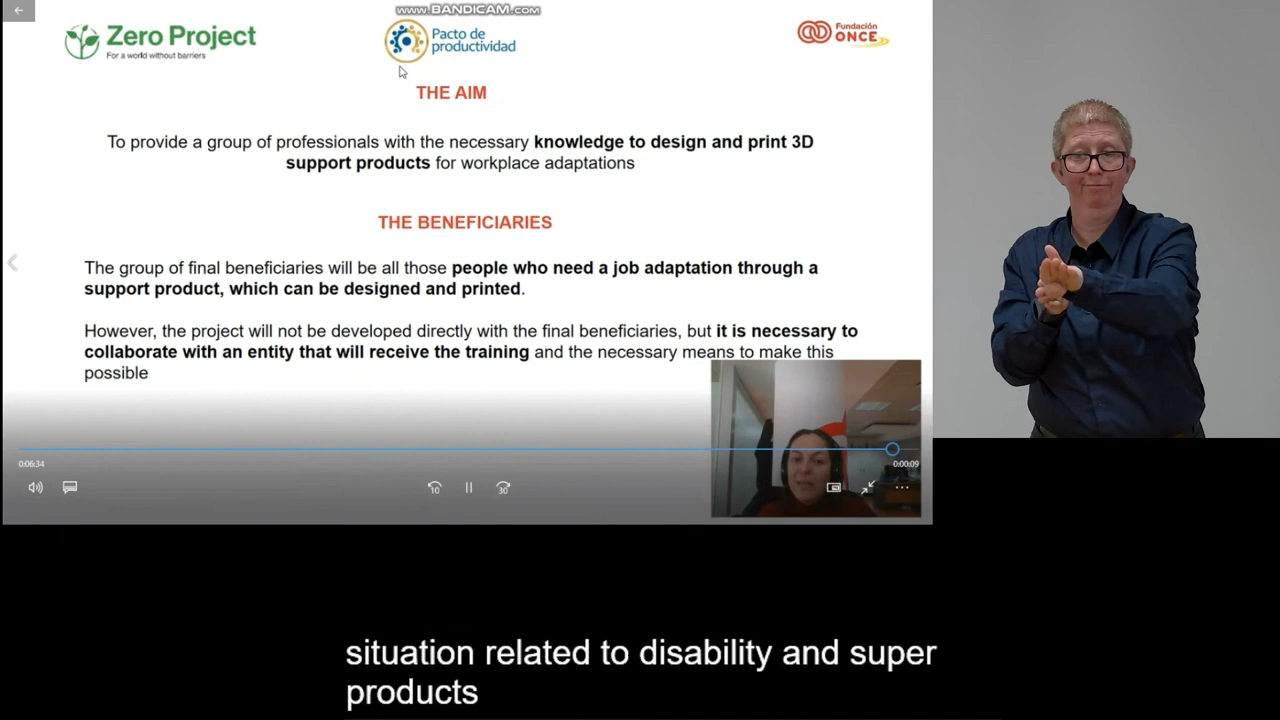 www.BANDICAM.com
Zero Project
For a world without barriers
Pacto de
productividad
Fundación
ONCE
THE AIM
To provide a group of professionals with the necessary knowledge to design and print 3D
support products for workplace adaptations
THE BENEFICIARIES
The group of final beneficiaries will be all those people who need a job adaptation through a
support product, which can be designed and printed.
However, the project will not be developed directly with the final beneficiaries, but it is necessary to
collaborate with an entity that will receive the training and the necessary means to make this
possible
0:06:34
0:00:09
10
30
situation related to disability and super
products